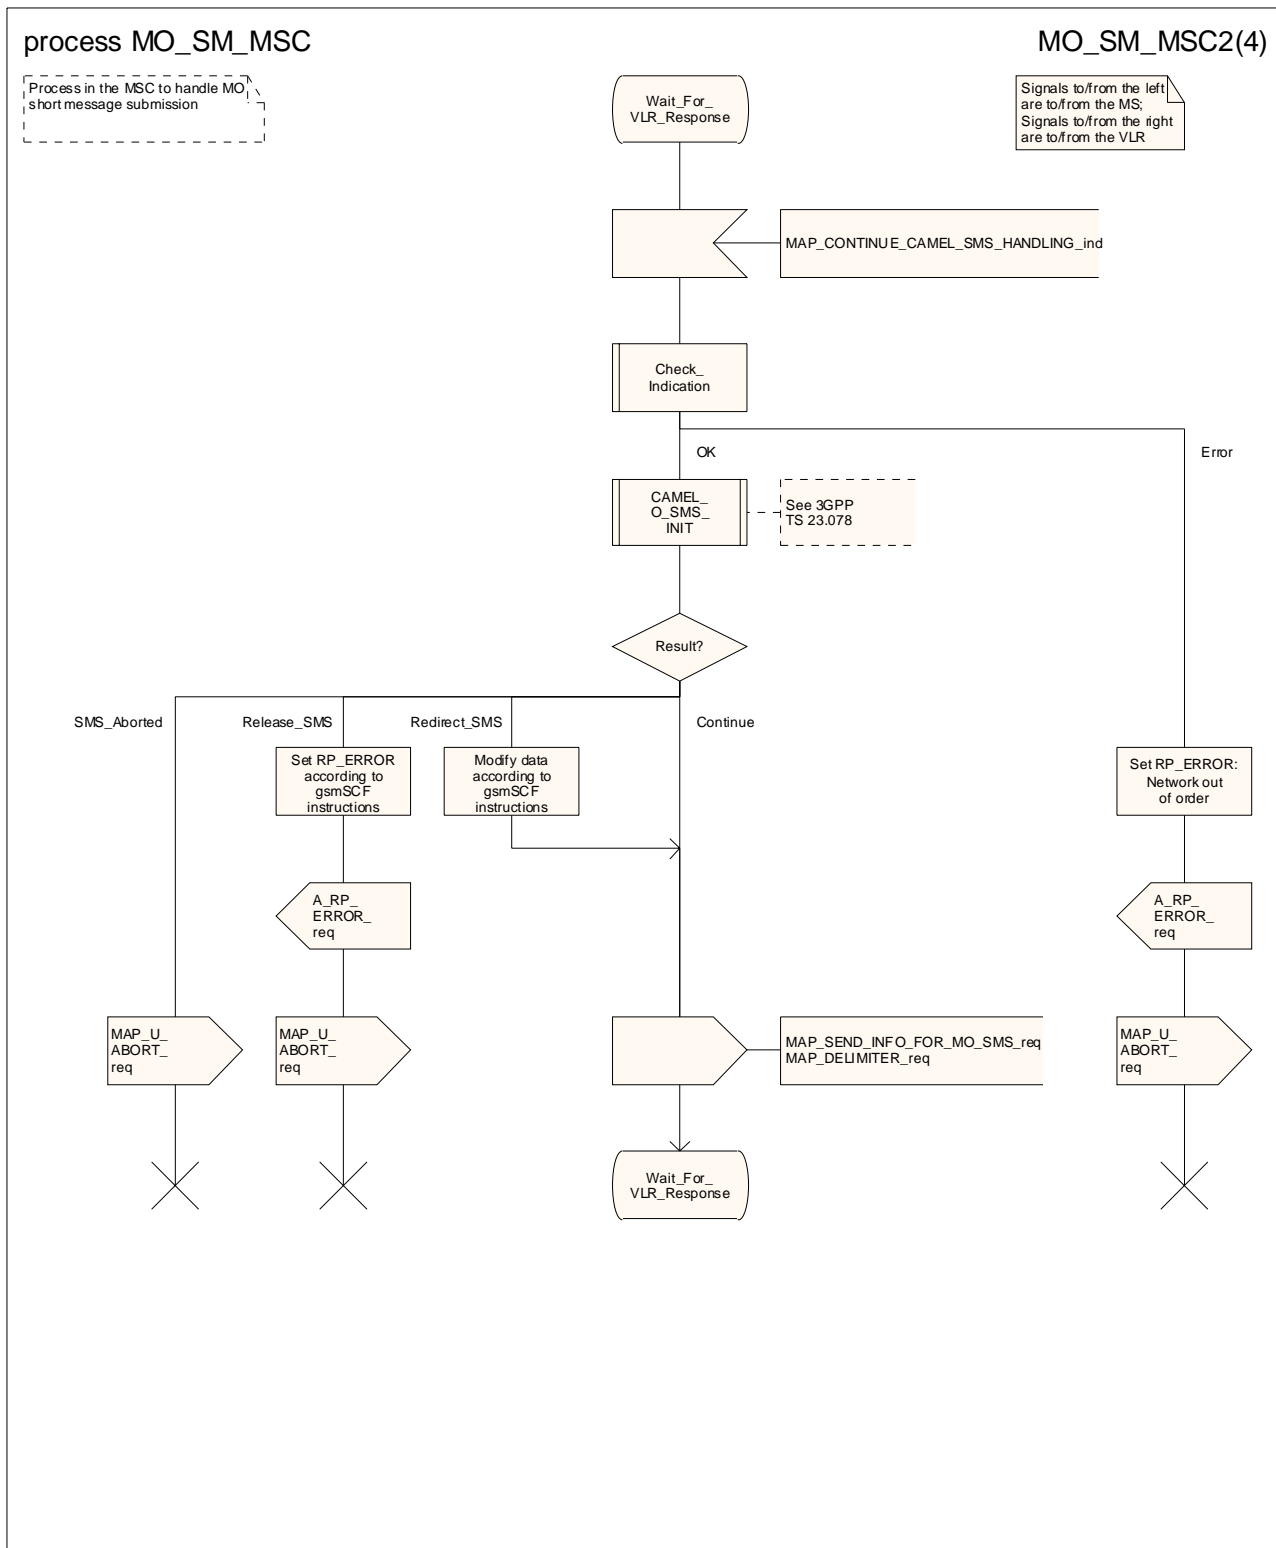 process MO_SM_MSC
MO_SM_MSC2(4)
Process in the MSC to handle MO
short message submission
Wait_For_
VLR_Response
Signals to/from the left
are to/from the MS;
Signals to/from the right
are to/from the VLR
MAP_CONTINUE_CAMEL_SMS_HANDLING_ind
Check_
Indication
OK
Error
CAMEL_
O_SMS_
INIT
See 3GPP
TS 23.078
Result?
SMS_Aborted
Release_SMS
Redirect_SMS
Continue
Set RP_ERROR
according to
gsmSCF
instructions
Modify data
according to
gsmSCF
instructions
Set RP_ERROR:
Network out
of order
A_RP_
ERROR_
req
A_RP_
ERROR_
req
MAP_U_
ABORT_
req
MAP_U_
ABORT_
req
MAP_SEND_INFO_FOR_MO_SMS_req
MAP_DELIMITER_req
MAP_U_
ABORT_
req
Wait_For_
VLR_Response